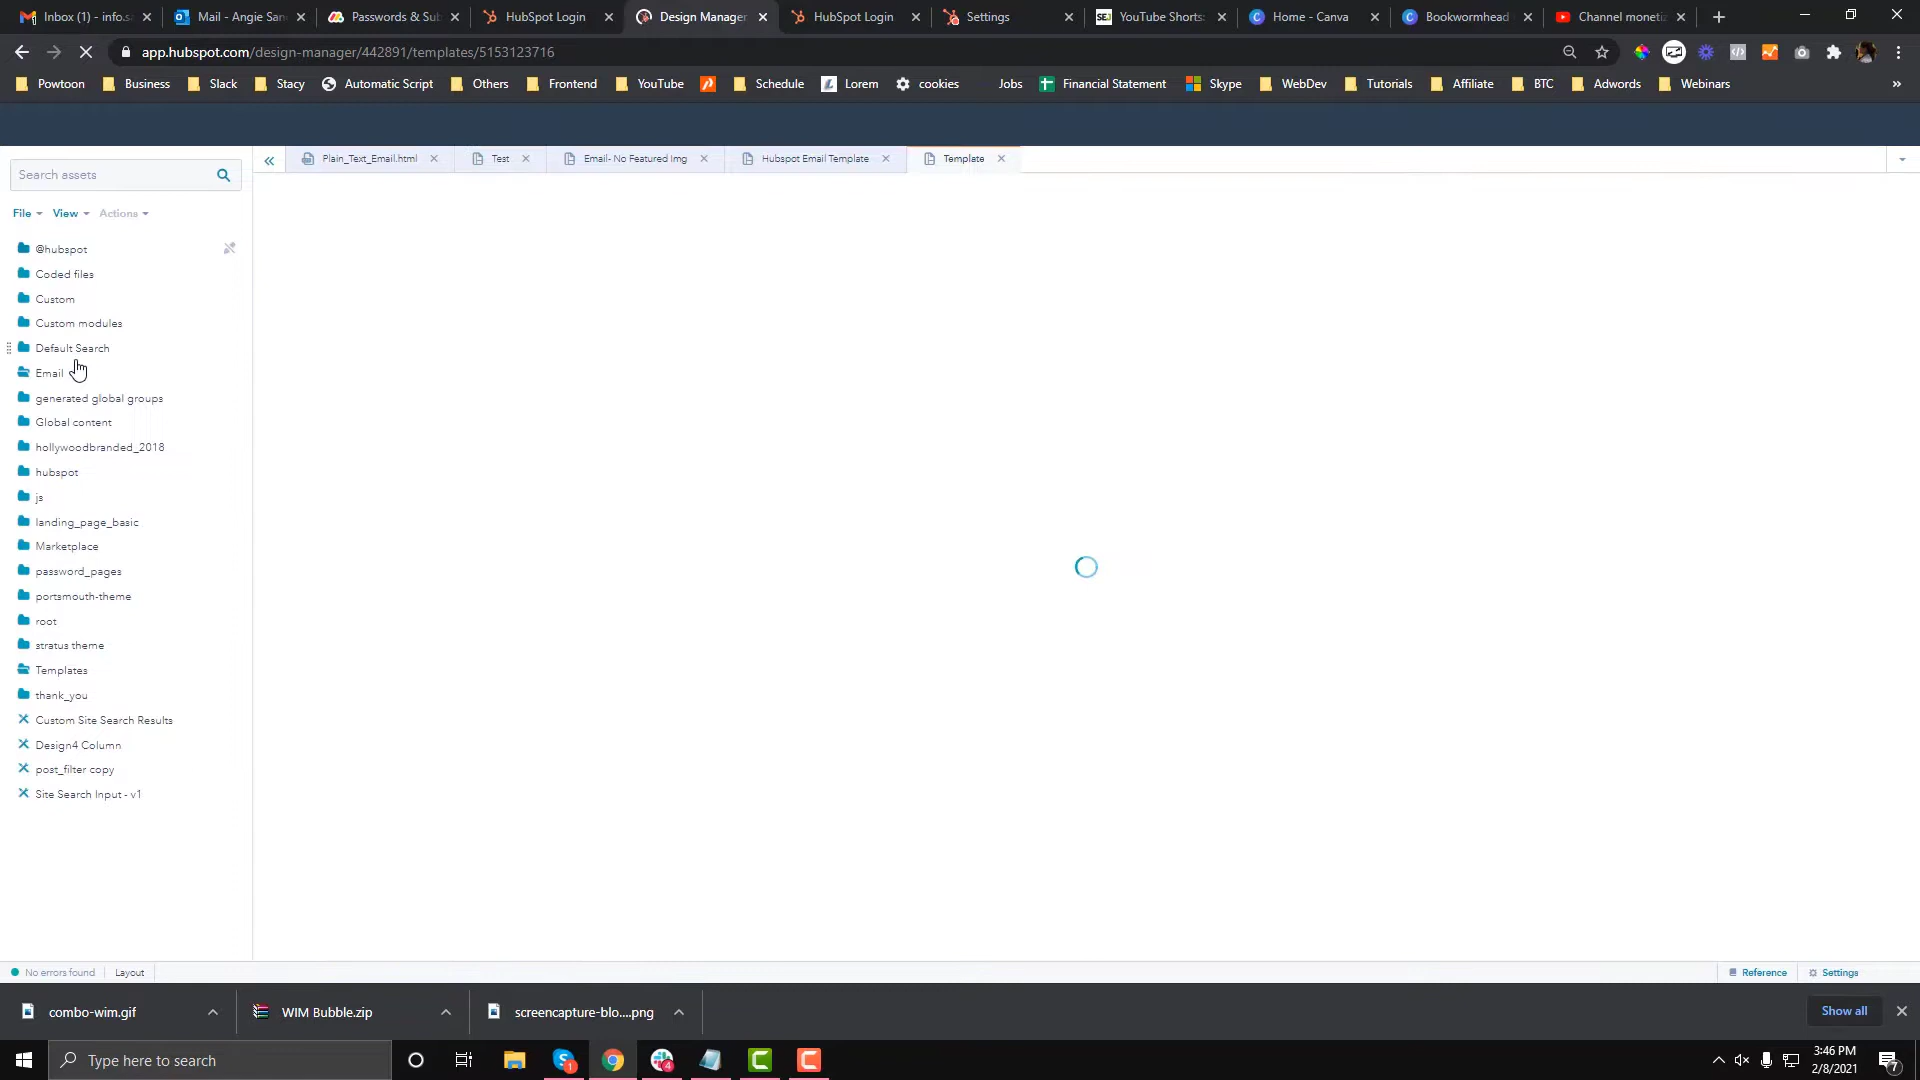 Inbox (1) - info.s
Mail - Angie San
Passwords & Su
HubSpot Login
Design Manager
HubSpot Login
Settings
SEJ
YouTube Shorts:
Home - Canva
Bookwormhead
Channel moneti
app.hubspot.com/design-manager/442891/templates/5153123716
Powtoon
Business
Slack
Stacy
Automatic Script
Others
Frontend
YouTube
Schedule
Lorem
cookies
Jobs
Financial Statement
Skype
WebDev
Tutorials
Affiliate
BTC
Adwords
Webinars
Plain_Text_Email.html
Test
Email- No Featured Img
Hubspot Email Template
Template
Search assets
File
View
Actions
@hubspot
Coded files
Custom
Custom modules
Default Search
Email
generated global groups
Global content
hollywoodbranded_2018
hubspot
js
landing_page_basic
Marketplace
password_pages
portsmouth-theme
root
stratus theme
Templates
thank_you
Custom Site Search Results
Design4 Column
post_filter copy
Site Search Input - v1
No errors found
Layout
Reference
Settings
combo-wim.gif
WIM Bubble.zip
screencapture-blo....png
Show all
Type here to search
1
4
3:46 PM
2/8/2021
7